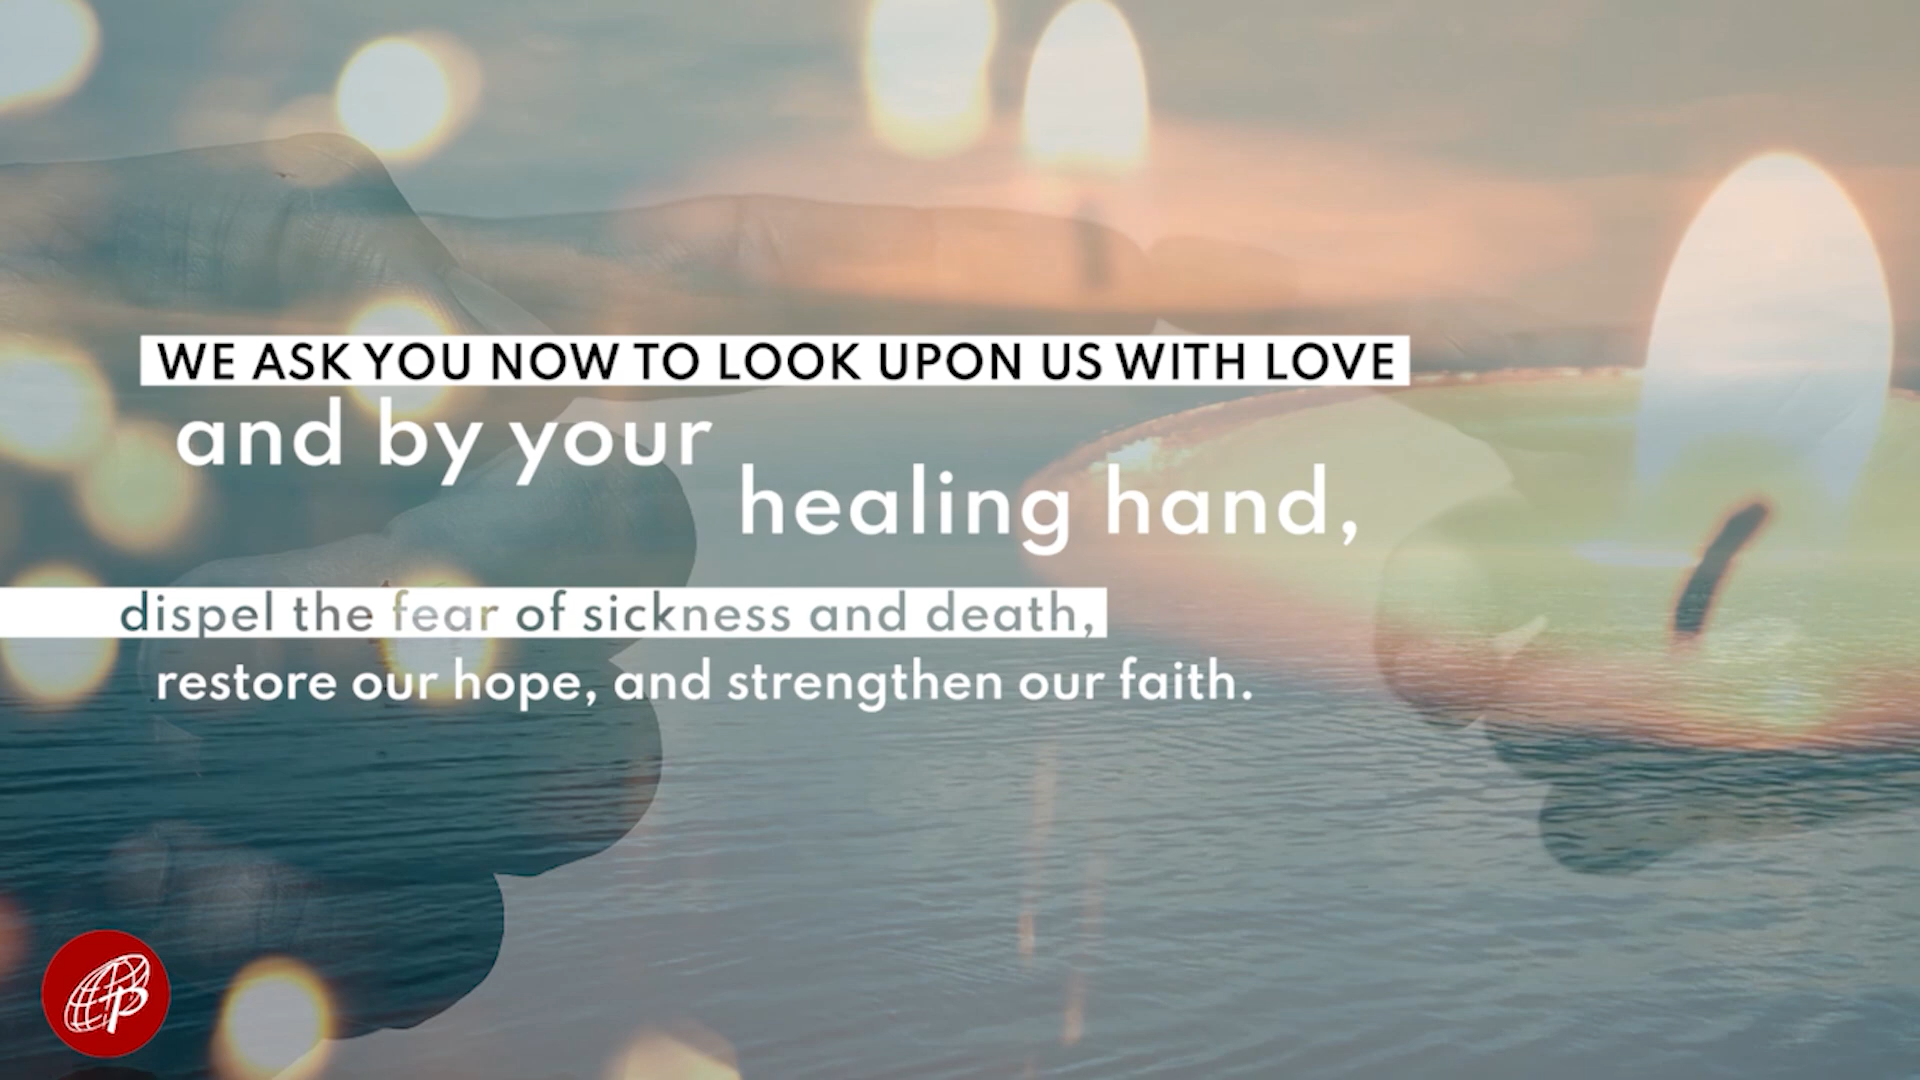 WE ASK YOU NOW TO LOOK UPON US WITH LOVE
and by your
healing hand,
dispel the fear of sickness and death,
restore our hope, and strengthen our faith.